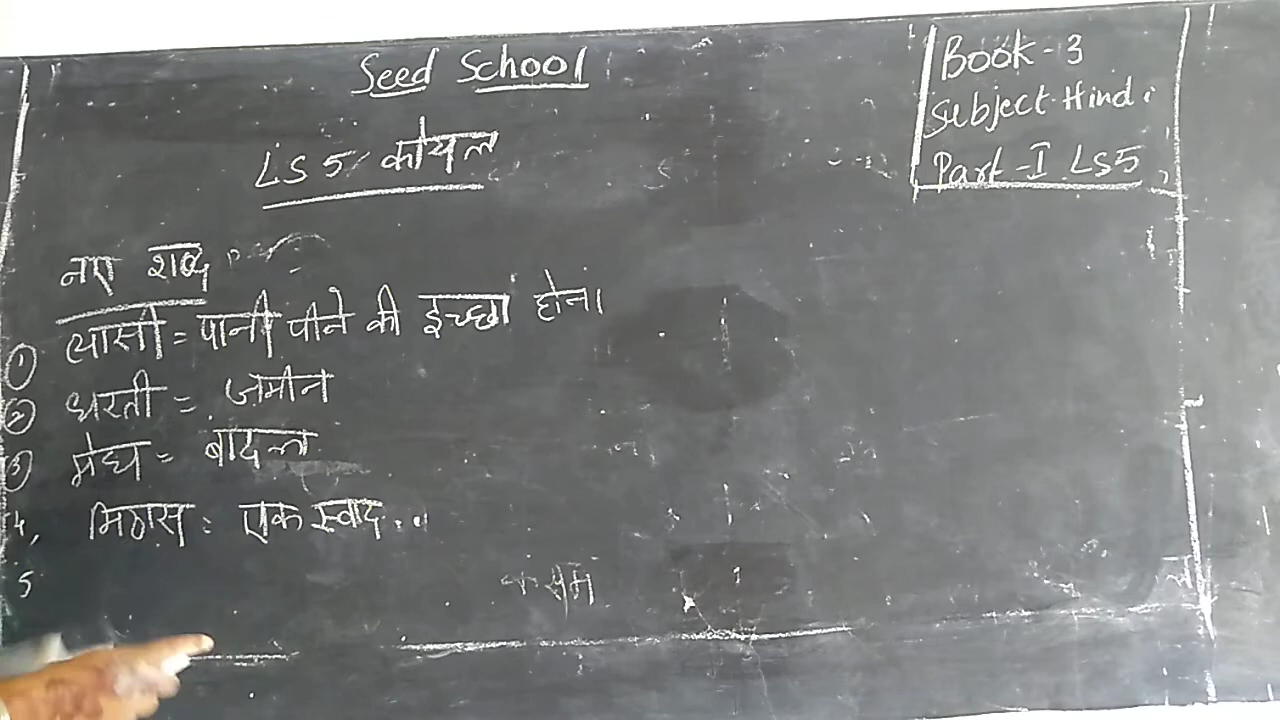 Seed School
Book-3
Subject-Hindi
Part-I LS5
LS 5 कोयल
नए शब्द
① प्यासी = पानी पीने की इच्छा होना
② धरती = जमीन
③ मेघ = बादल
4, मिठास = एक स्वाद
5